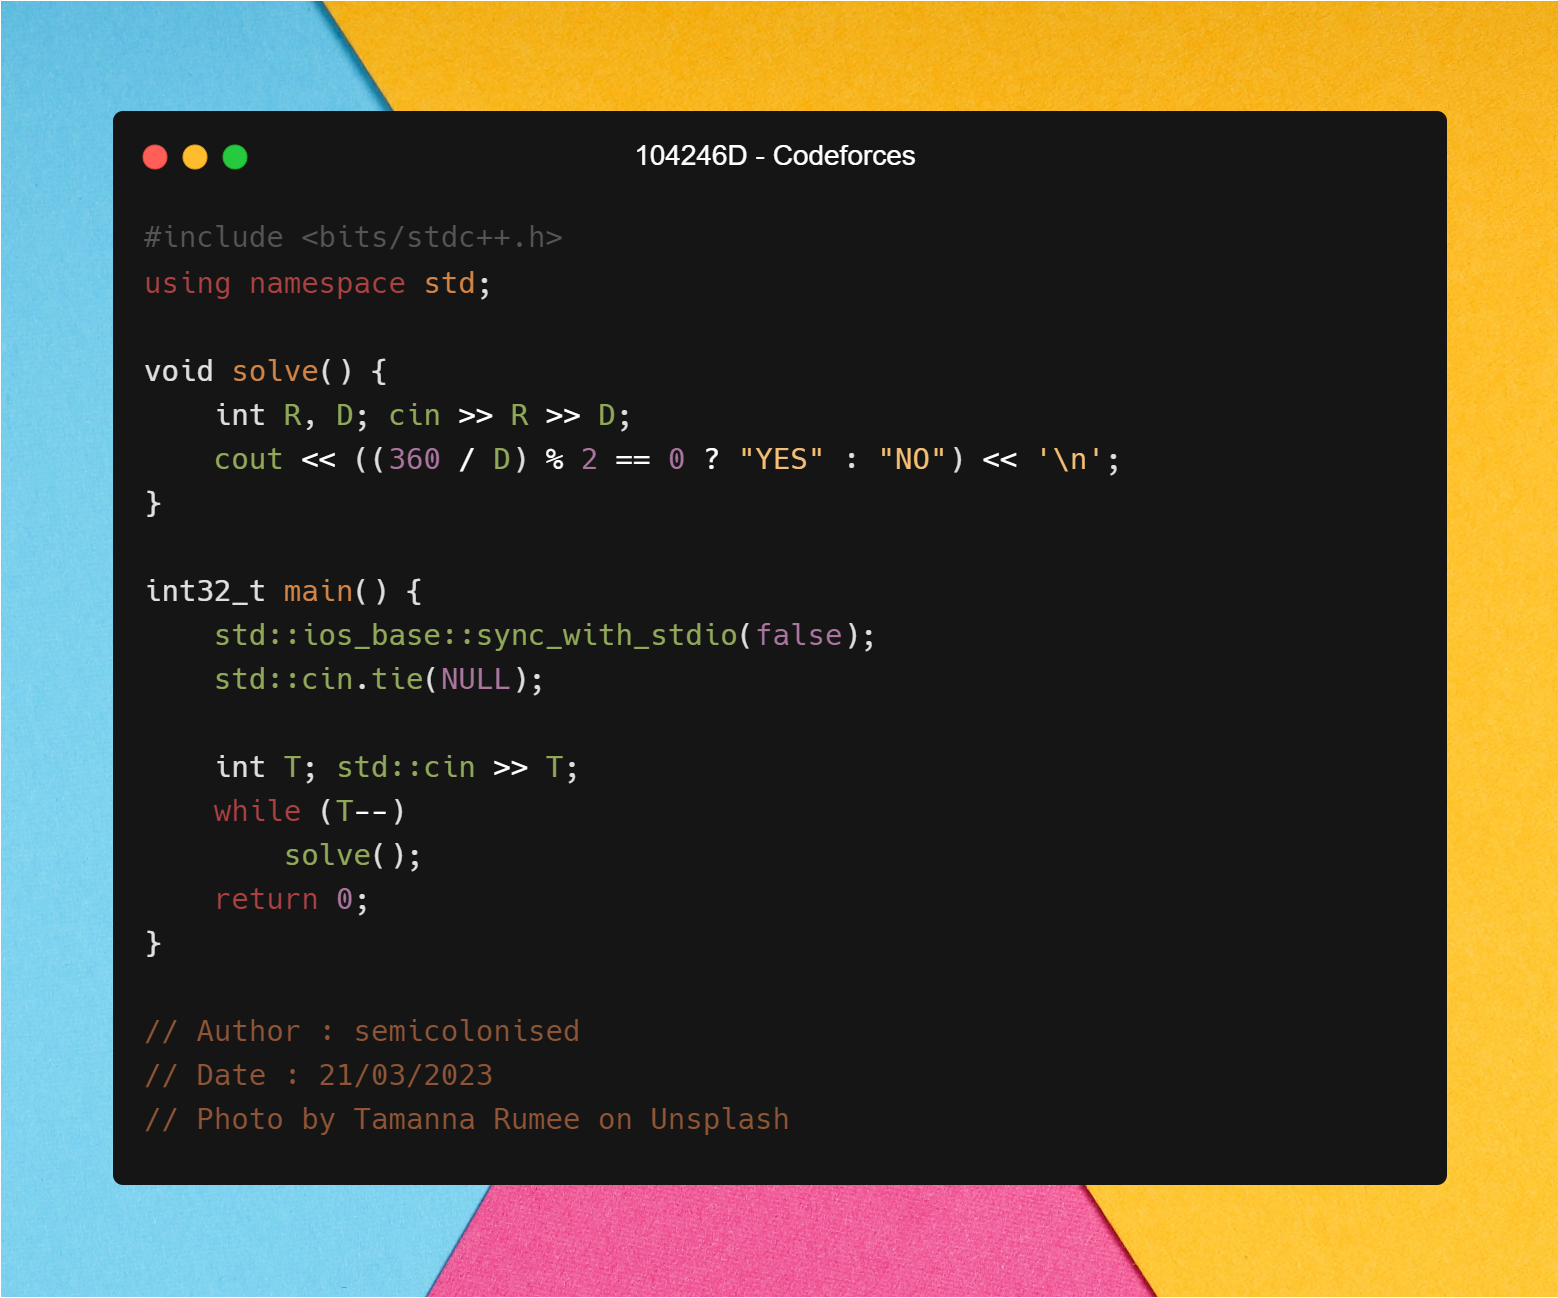 104246D - Codeforces
#include <bits/stdc++.h>
using namespace std;
void solve() {
    int R, D; cin >> R >> D;
    cout << ((360 / D) % 2 == 0 ? "YES" : "NO") << '\n';
}
int32_t main() {
    std::ios_base::sync_with_stdio(false);
    std::cin.tie(NULL);
    int T; std::cin >> T;
    while (T--)
        solve();
    return 0;
}
// Author : semicolonised
// Date : 21/03/2023
// Photo by Tamanna Rumee on Unsplash